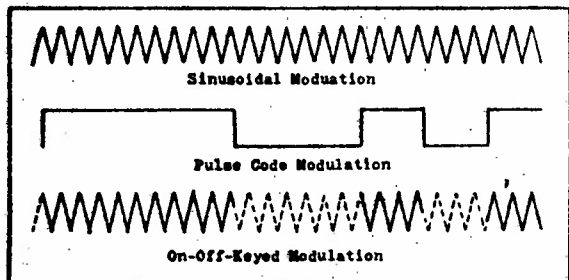 Sinusoidal Moduation
Pulse Code Modulation
On-Off-Keyed Modulation